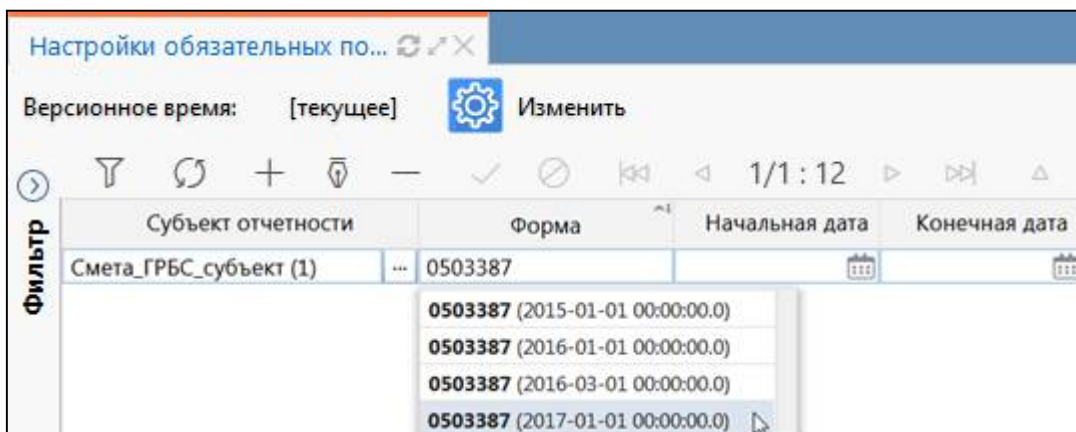 Настройки обязательных по...
Версионное время: [текущее] Изменить
1/1 : 12
Фильтр
Субъект отчетности Форма Начальная дата Конечная дата
Смета_ГРБС_субъект (1) ... 0503387
0503387 (2015-01-01 00:00:00.0)
0503387 (2016-01-01 00:00:00.0)
0503387 (2016-03-01 00:00:00.0)
0503387 (2017-01-01 00:00:00.0)